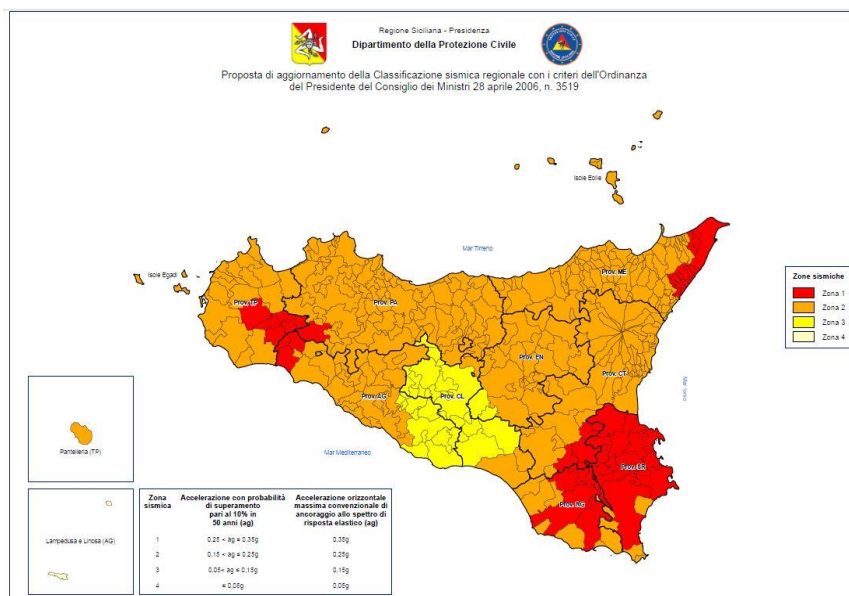 Regione Siciliana - Presidenza
Dipartimento della Protezione Civile
Proposta di aggiornamento della Classificazione sismica regionale con i criteri dell'Ordinanza
del Presidente del Consiglio dei Ministri 28 aprile 2006, n. 3519
Isole Eolie
Mar Tirreno
Isole Egadi
Prov. ME
Prov. TP
Prov. PA
Zone sismiche
Zona 1
Zona 2
Zona 3
Zona 4
Prov. EN
Prov. CT
Prov. AG
Prov. CL
Mar Ionio
Pantelleria (TP)
Mar Mediterraneo
Prov. SR
Prov. RG
Lampedusa e Linosa (AG)
Zona sismica
Accelerazione con probabilità di superamento pari al 10% in 50 anni (ag)
Accelerazione orizzontale massima convenzionale di ancoraggio allo spettro di risposta elastico (ag)
1 0,25 < ag ≤ 0,35g 0,35g
2 0,15 < ag ≤ 0,25g 0,25g
3 0,05< ag ≤ 0,15g 0,15g
4 ≤ 0,05g 0,05g